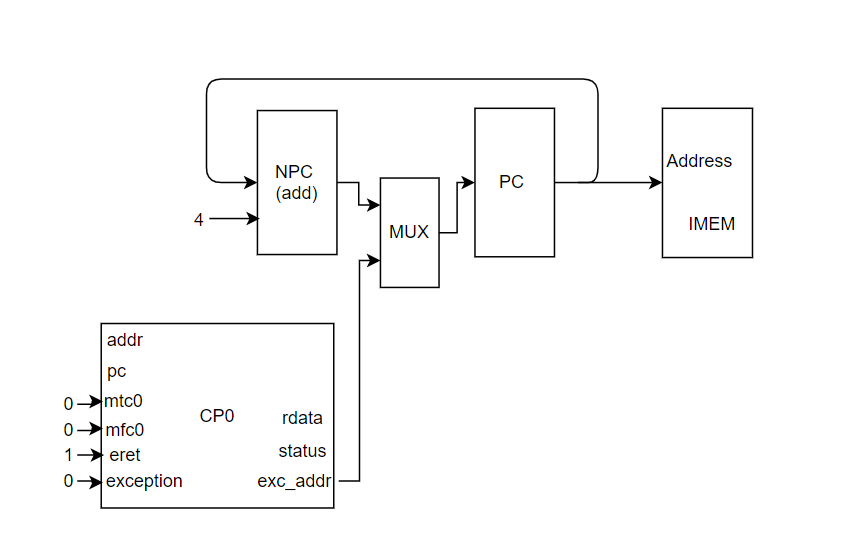 NPC
(add)
4
MUX
PC
Address
IMEM
addr
pc
0 mtc0
0 mfc0
1 eret
0 exception
CP0
rdata
status
exc_addr